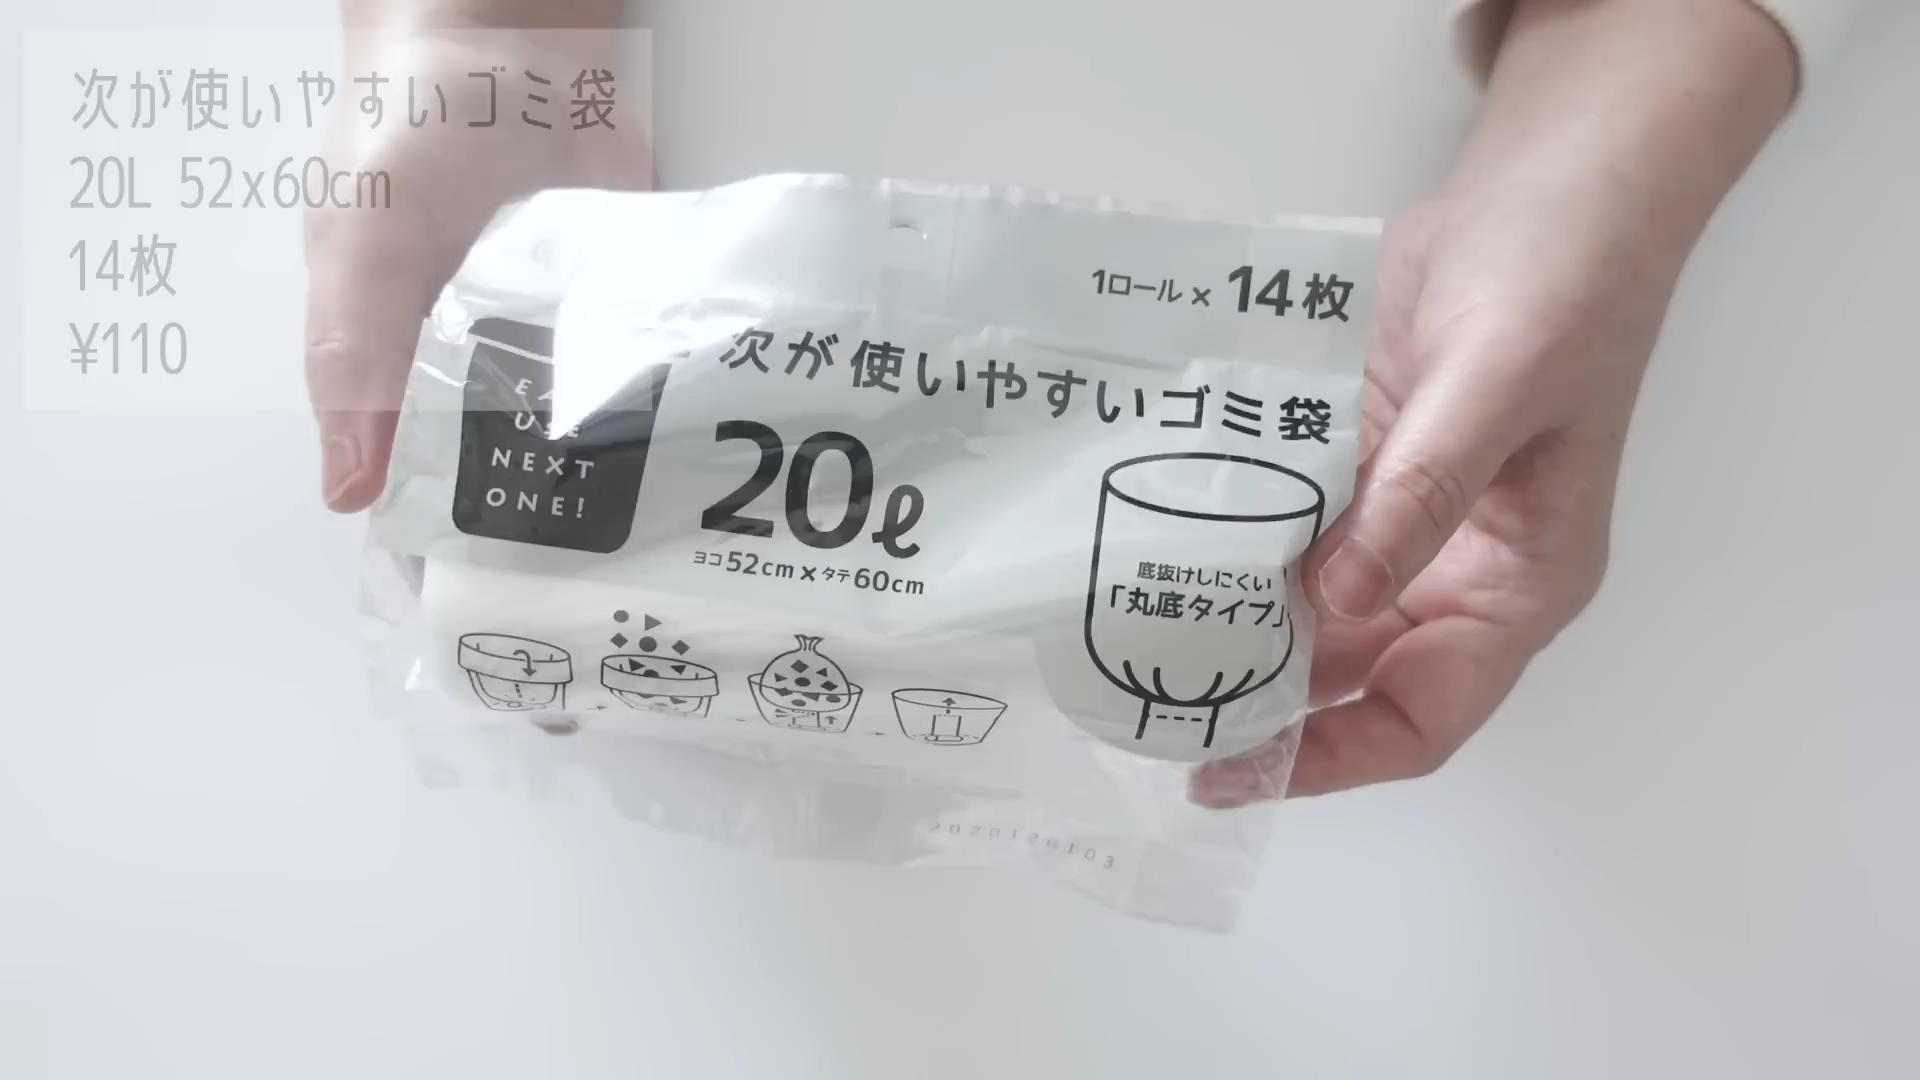 次が使いやすいゴミ袋
20L 52x60cm
14枚
¥110
1ロール×14枚
次が使いやすいゴミ袋
NEXT
ONE!
20ℓ
ヨコ52cm×タテ60cm
底抜けしにくい
「丸底タイプ」